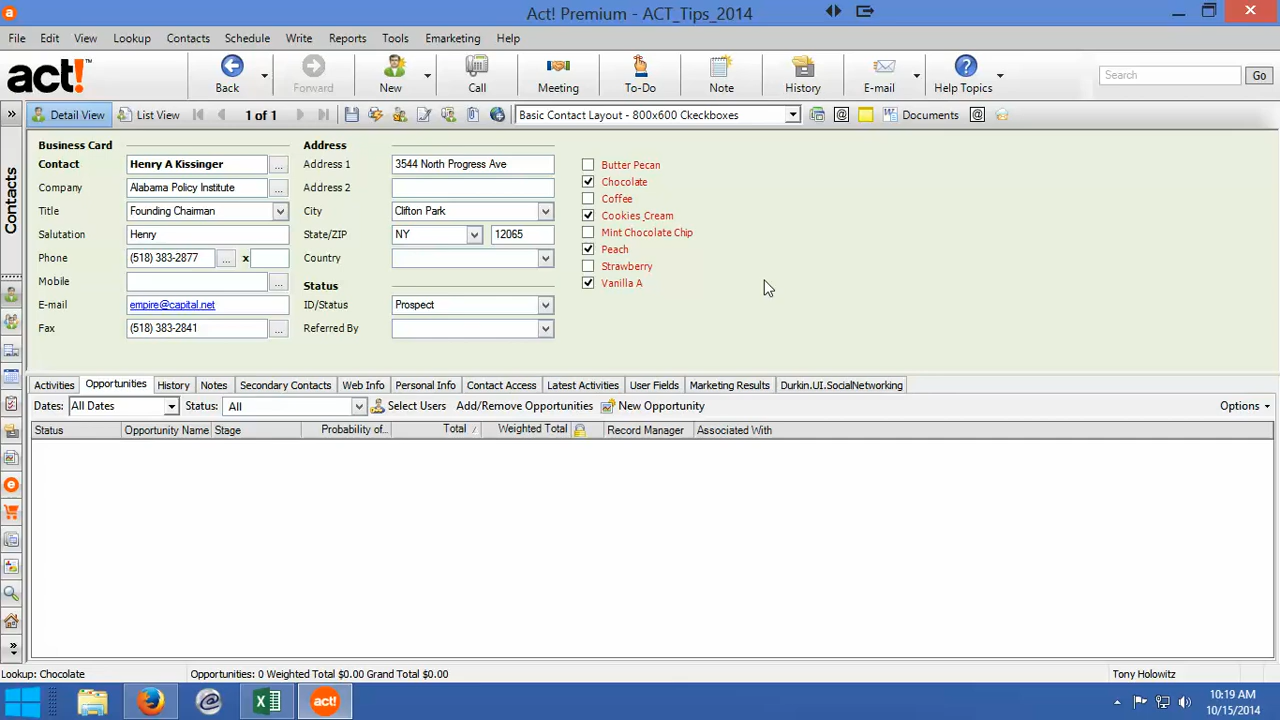 a
Act! Premium - ACT_Tips_2014
File Edit View Lookup Contacts Schedule Write Reports Tools Emarketing Help
act!™
Back Forward New Call Meeting To-Do Note History E-mail Help Topics
Search Go
Detail View List View 1 of 1 Basic Contact Layout - 800x600 Ckeckboxes Documents
Contacts
Business Card
Contact Henry A Kissinger
Company Alabama Policy Institute
Title Founding Chairman
Salutation Henry
Phone (518) 383-2877 x
Mobile
E-mail empire@capital.net
Fax (518) 383-2841
Address
Address 1 3544 North Progress Ave
Address 2
City Clifton Park
State/ZIP NY 12065
Country
Status
ID/Status Prospect
Referred By
Butter Pecan
Chocolate
Coffee
Cookies_Cream
Mint Chocolate Chip
Peach
Strawberry
Vanilla A
Activities Opportunities History Notes Secondary Contacts Web Info Personal Info Contact Access Latest Activities User Fields Marketing Results Durkin.UI.SocialNetworking
Dates: All Dates Status: All Select Users Add/Remove Opportunities New Opportunity Options
Status Opportunity Name Stage Probability of... Total Weighted Total Record Manager Associated With
Lookup: Chocolate Opportunities: 0 Weighted Total $0.00 Grand Total $0.00 Tony Holowitz
act!
10:19 AM
10/15/2014